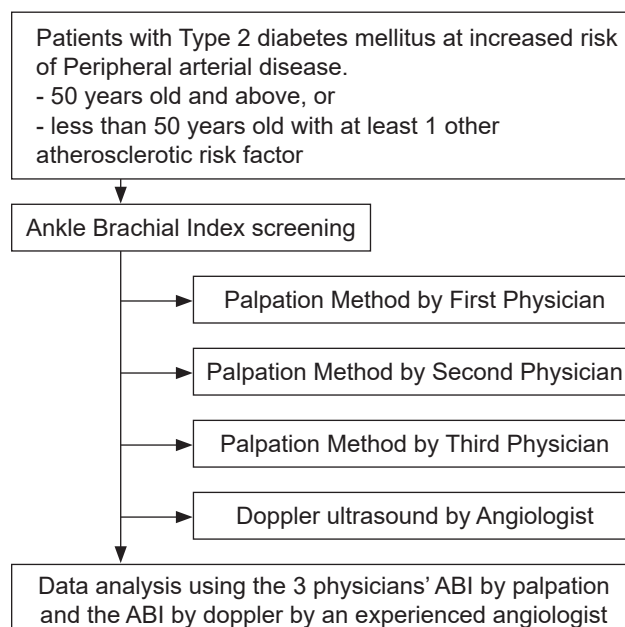 Patients with Type 2 diabetes mellitus at increased risk
of Peripheral arterial disease.
- 50 years old and above, or
- less than 50 years old with at least 1 other
atherosclerotic risk factor
Ankle Brachial Index screening
Palpation Method by First Physician
Palpation Method by Second Physician
Palpation Method by Third Physician
Doppler ultrasound by Angiologist
Data analysis using the 3 physicians’ ABI by palpation
and the ABI by doppler by an experienced angiologist